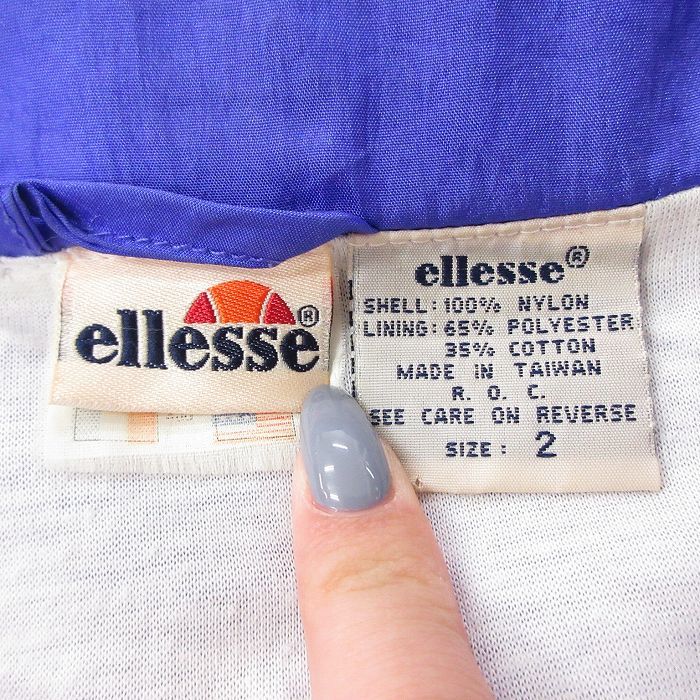 ellesse®
ellesse®
SHELL: 100% NYLON
LINING: 65% POLYESTER
35% COTTON
MADE IN TAIWAN
R. O. C.
SEE CARE ON REVERSE
SIZE: 2